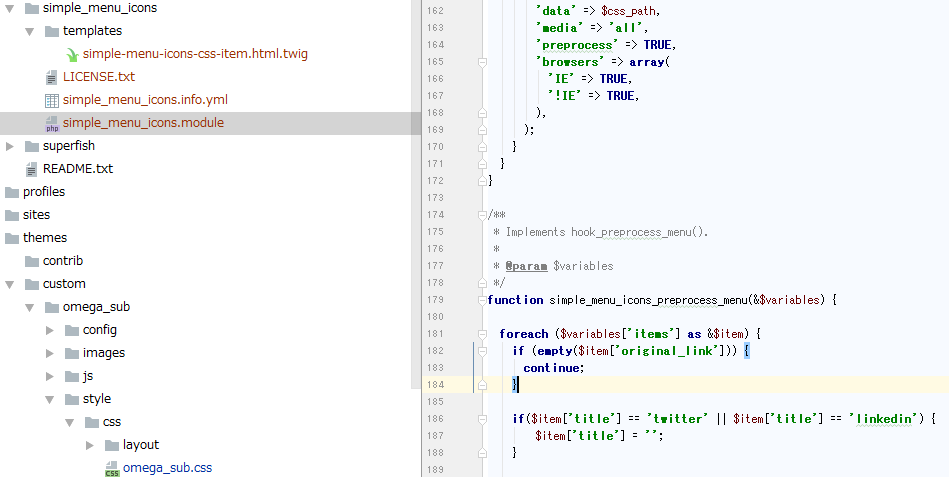 simple_menu_icons
templates
simple-menu-icons-css-item.html.twig
LICENSE.txt
simple_menu_icons.info.yml
php simple_menu_icons.module
superfish
README.txt
profiles
sites
themes
contrib
custom
omega_sub
config
images
js
style
css
layout
CSS omega_sub.css
162 'data' => $css_path,
163 'media' => 'all',
164 'preprocess' => TRUE,
165 'browsers' => array(
166 'IE' => TRUE,
167 '!IE' => TRUE,
168 ),
169 );
170 }
171 }
172 }
173
174 /**
175 * Implements hook_preprocess_menu().
176 *
177 * @param $variables
178 */
179 function simple_menu_icons_preprocess_menu(&$variables) {
180
181 foreach ($variables['items'] as &$item) {
182 if (empty($item['original_link'])) {
183 continue;
184 }
185
186 if($item['title'] == 'twitter' || $item['title'] == 'linkedin') {
187 $item['title'] = '';
188 }
189